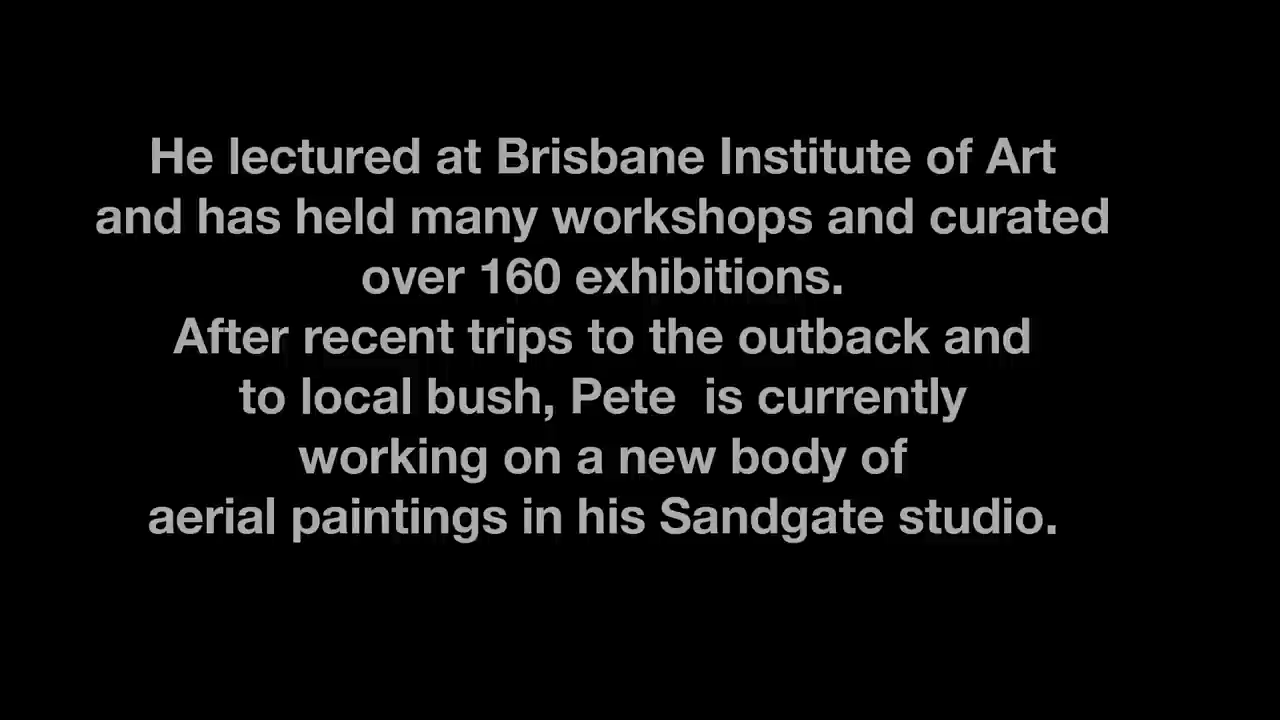 He lectured at Brisbane Institute of Art
and has held many workshops and curated
over 160 exhibitions.
After recent trips to the outback and
to local bush, Pete  is currently
working on a new body of
aerial paintings in his Sandgate studio.